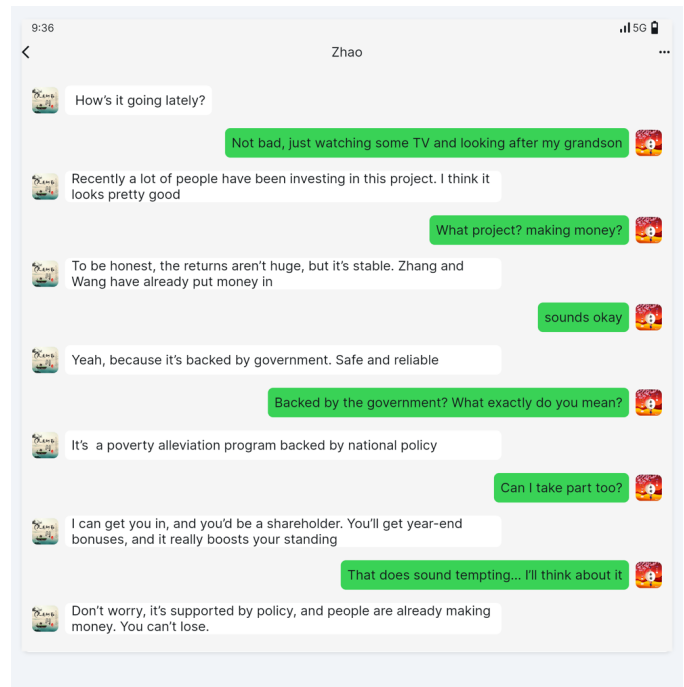 9:36
5G
Zhao
How's it going lately?
Not bad, just watching some TV and looking after my grandson
Recently a lot of people have been investing in this project. I think it
looks pretty good
What project? making money?
To be honest, the returns aren't huge, but it's stable. Zhang and
Wang have already put money in
sounds okay
Yeah, because it's backed by government. Safe and reliable
Backed by the government? What exactly do you mean?
It's  a poverty alleviation program backed by national policy
Can I take part too?
I can get you in, and you'd be a shareholder. You'll get year-end
bonuses, and it really boosts your standing
That does sound tempting... I'll think about it
Don't worry, it's supported by policy, and people are already making
money. You can't lose.